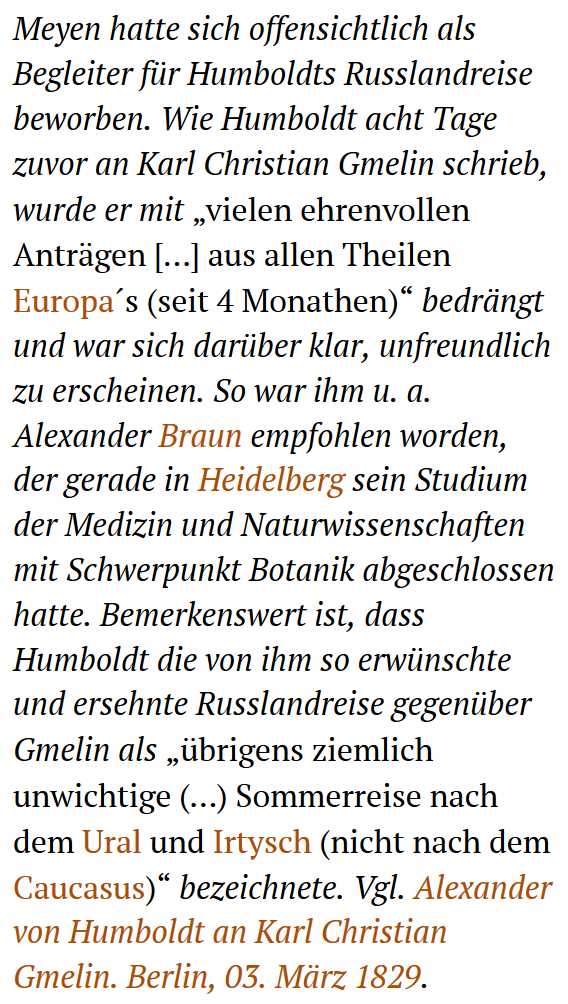 Meyen hatte sich offensichtlich als
Begleiter für Humboldts Russlandreise
beworben. Wie Humboldt acht Tage
zuvor an Karl Christian Gmelin schrieb,
wurde er mit „vielen ehrenvollen
Anträgen […] aus allen Theilen
Europa´s (seit 4 Monathen)“ bedrängt
und war sich darüber klar, unfreundlich
zu erscheinen. So war ihm u. a.
Alexander Braun empfohlen worden,
der gerade in Heidelberg sein Studium
der Medizin und Naturwissenschaften
mit Schwerpunkt Botanik abgeschlossen
hatte. Bemerkenswert ist, dass
Humboldt die von ihm so erwünschte
und ersehnte Russlandreise gegenüber
Gmelin als „übrigens ziemlich
unwichtige (…) Sommerreise nach
dem Ural und Irtysch (nicht nach dem
Caucasus)“ bezeichnete. Vgl. Alexander
von Humboldt an Karl Christian
Gmelin. Berlin, 03. März 1829.